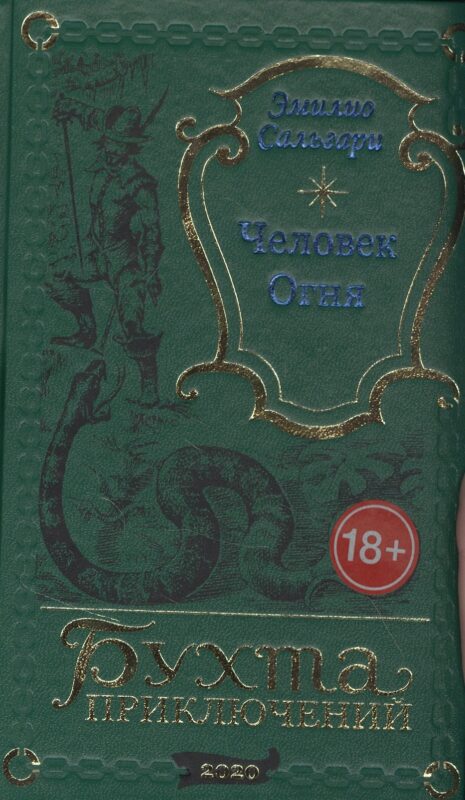 Эмилио
Сальгари
Человек
Огня
18+
Бухта
ПРИКЛЮЧЕНИЙ
2020